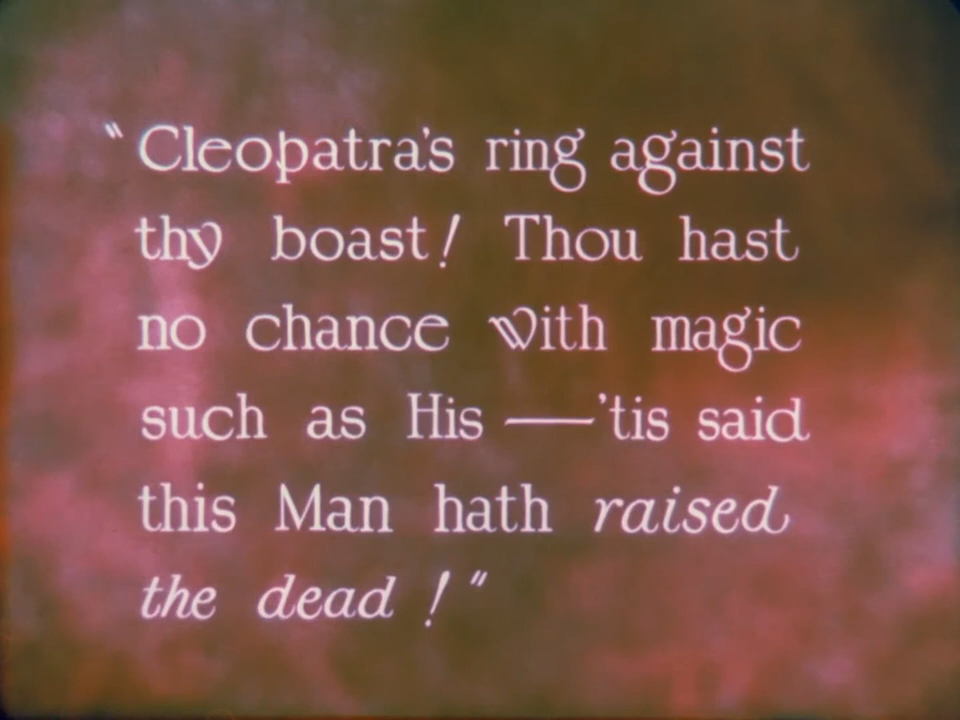 "Cleopatra's ring against
thy boast! Thou hast
no chance with magic
such as His —'tis said
this Man hath raised
the dead!"